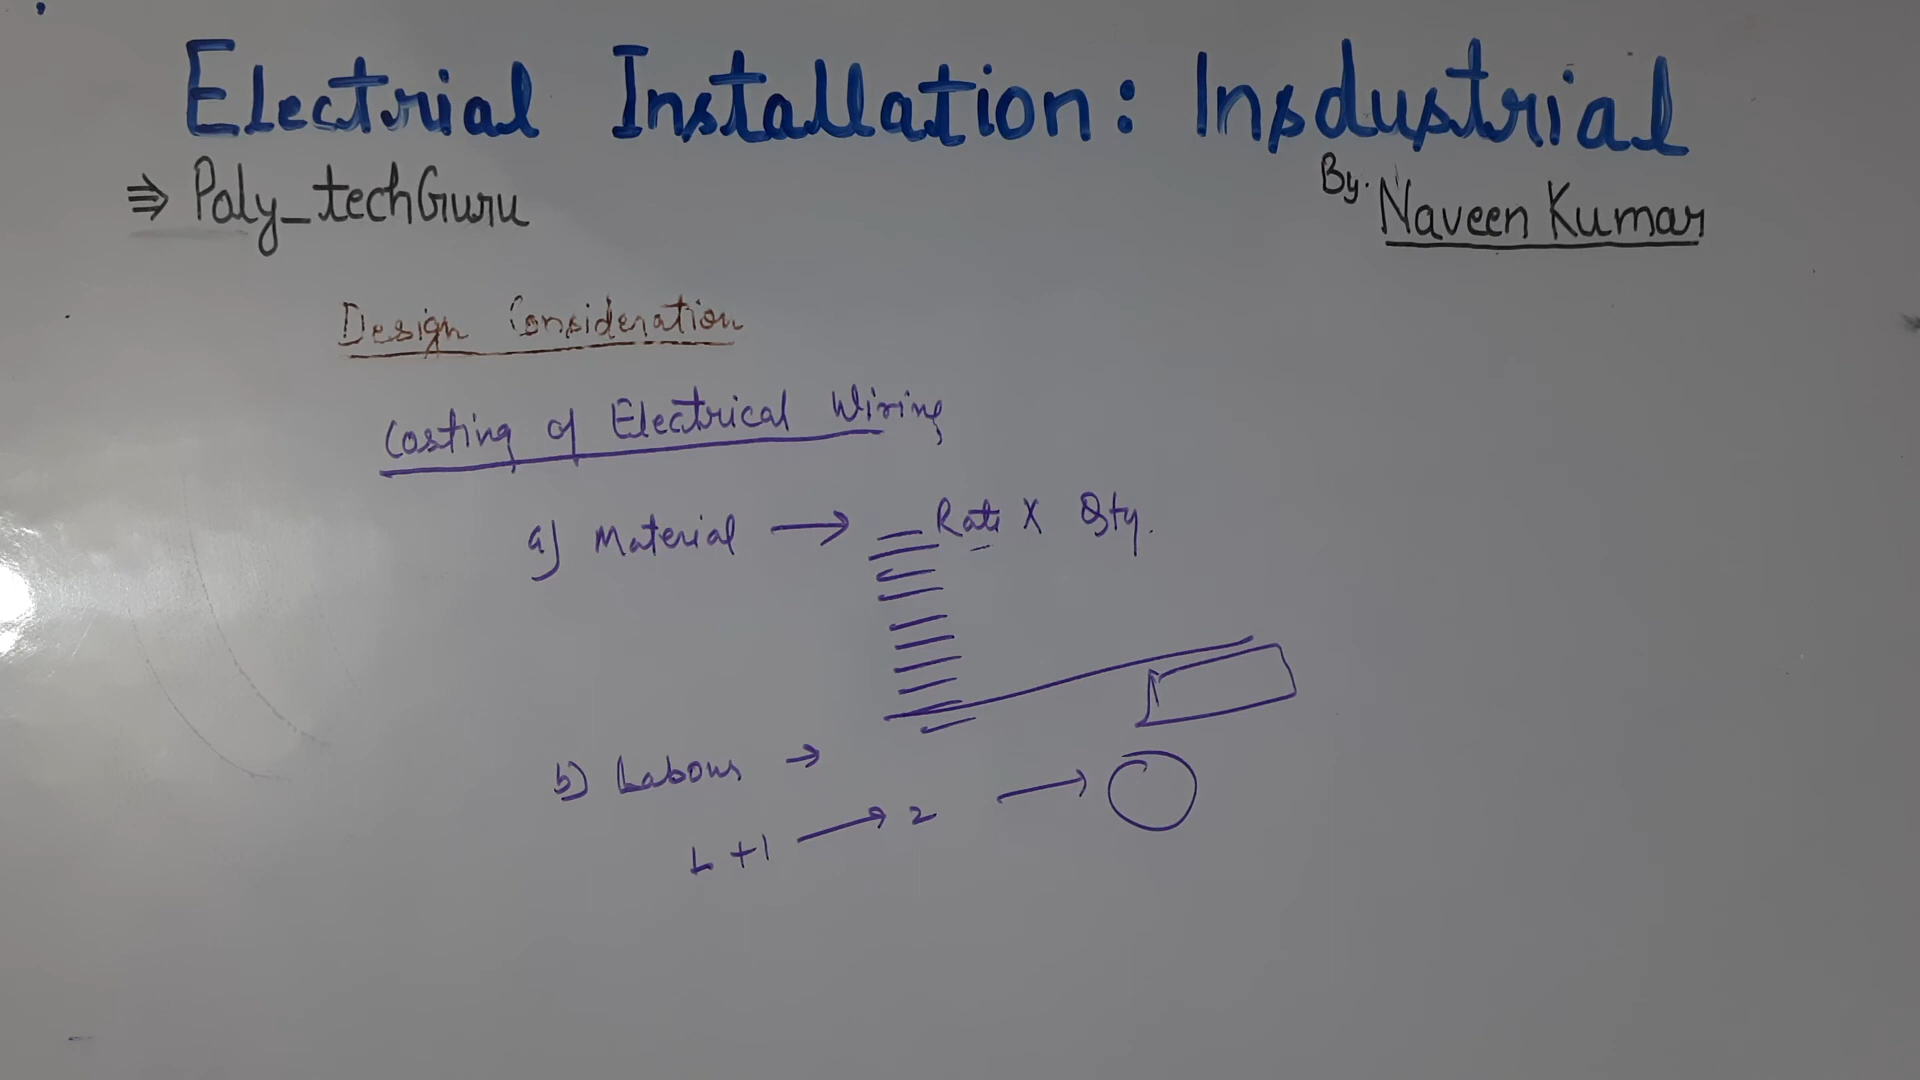 Electrial Installation: Insdustrial
⇒ Poly_techGuru
By. Naveen Kumar
Design Consideration
Costing of Electrical Wiring
a) Material → Rate X Qty.
b) Labour →
1 + 1 → 2 →